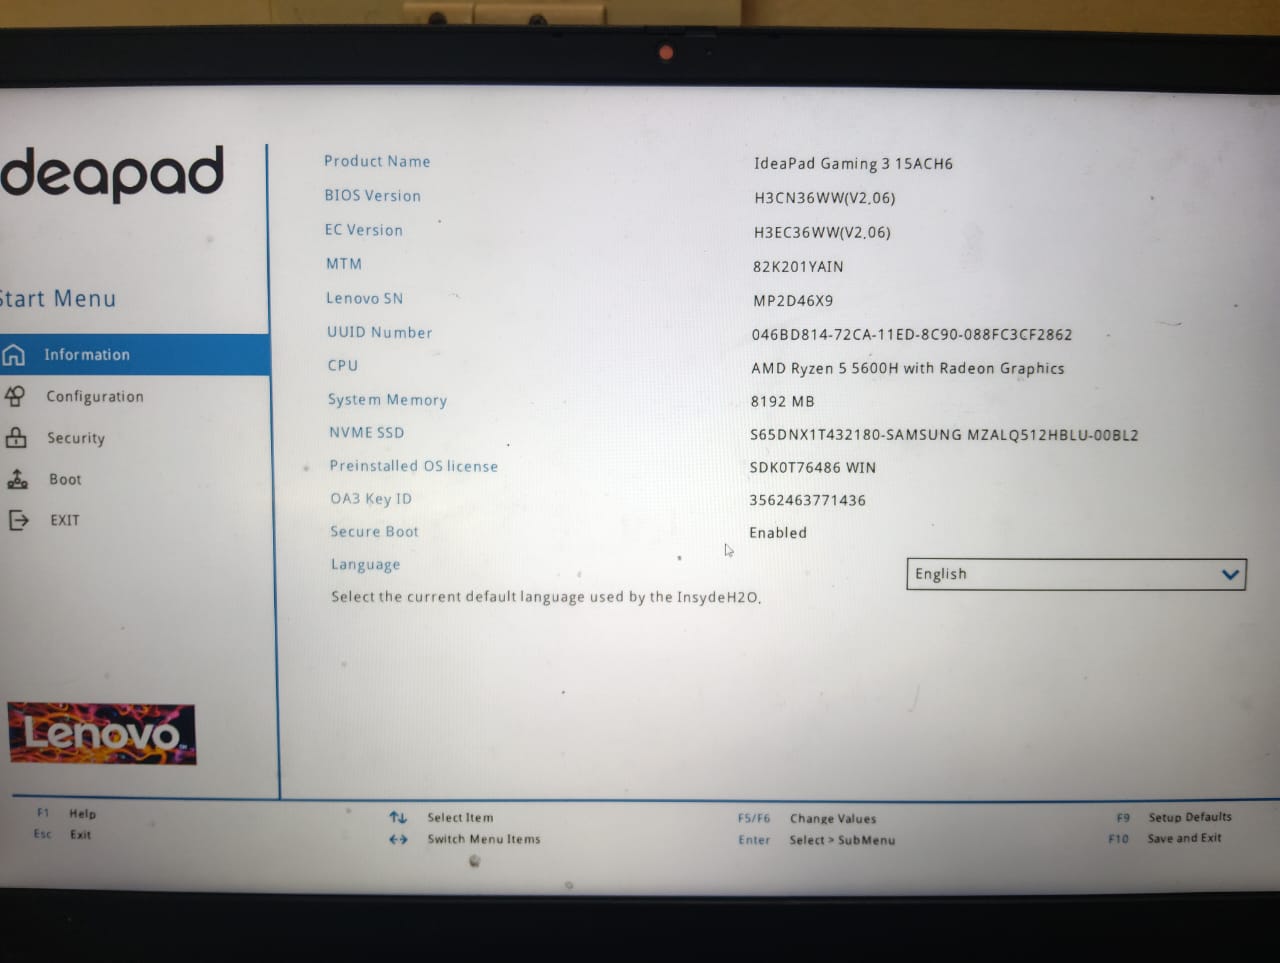 ideapad
Start Menu
Information
Configuration
Security
Boot
EXIT
Lenovo
Product Name IdeaPad Gaming 3 15ACH6
BIOS Version H3CN36WW(V2.06)
EC Version H3EC36WW(V2.06)
MTM 82K201YAIN
Lenovo SN MP2D46X9
UUID Number 046BD814-72CA-11ED-8C90-088FC3CF2862
CPU AMD Ryzen 5 5600H with Radeon Graphics
System Memory 8192 MB
NVME SSD S65DNX1T432180-SAMSUNG MZALQ512HBLU-00BL2
Preinstalled OS license SDK0T76486 WIN
OA3 Key ID 3562463771436
Secure Boot Enabled
Language English
Select the current default language used by the InsydeH2O.
F1 Help ↑↓ Select Item F5/F6 Change Values F9 Setup Defaults
Esc Exit ←→ Switch Menu Items Enter Select > SubMenu F10 Save and Exit